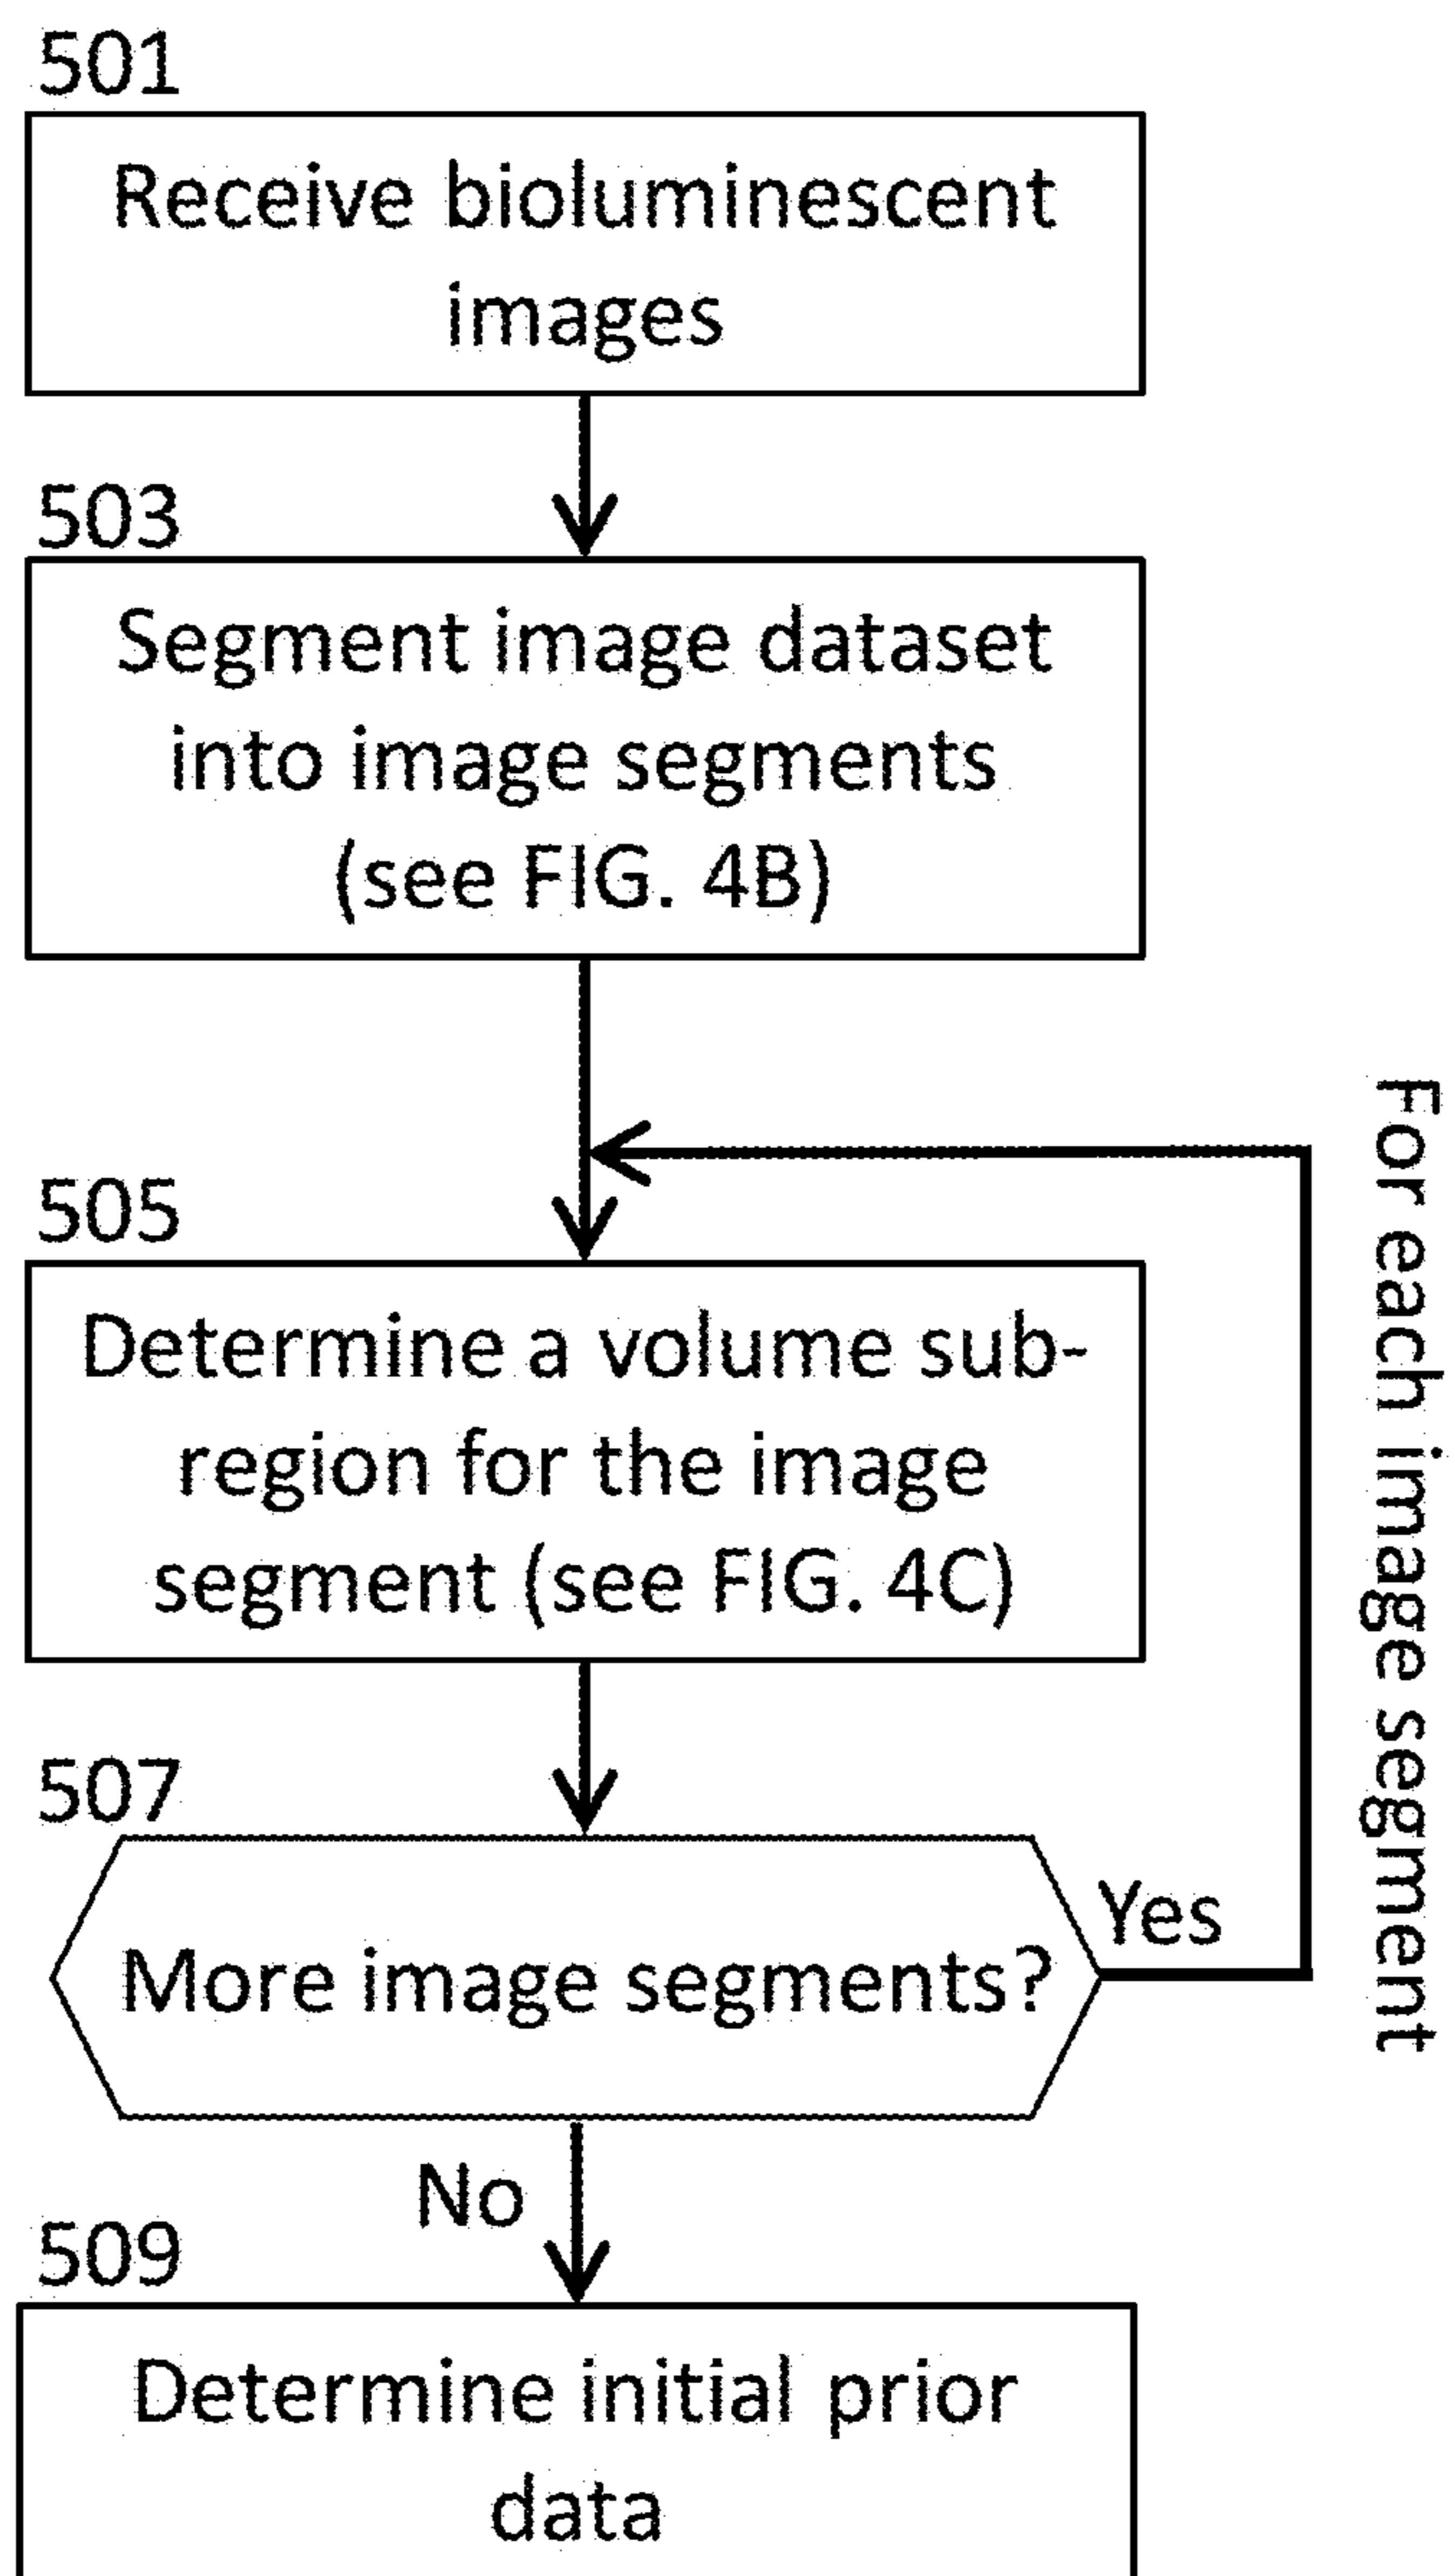 501
Receive bioluminescent
images
503
Segment image dataset
into image segments
(see FIG. 4B)
505
Determine a volume sub-
region for the image
segment (see FIG. 4C)
507
More image segments?
Yes
For each image segment
No
509
Determine initial prior
data